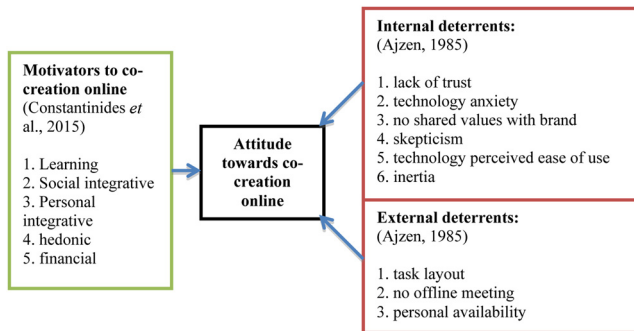 Motivators to co-
creation online
(Constantinides et
al., 2015)
1. Learning
2. Social integrative
3. Personal
integrative
4. hedonic
5. financial
Attitude
towards co-
creation
online
Internal deterrents:
(Ajzen, 1985)
1. lack of trust
2. technology anxiety
3. no shared values with brand
4. skepticism
5. technology perceived ease of use
6. inertia
External deterrents:
(Ajzen, 1985)
1. task layout
2. no offline meeting
3. personal availability